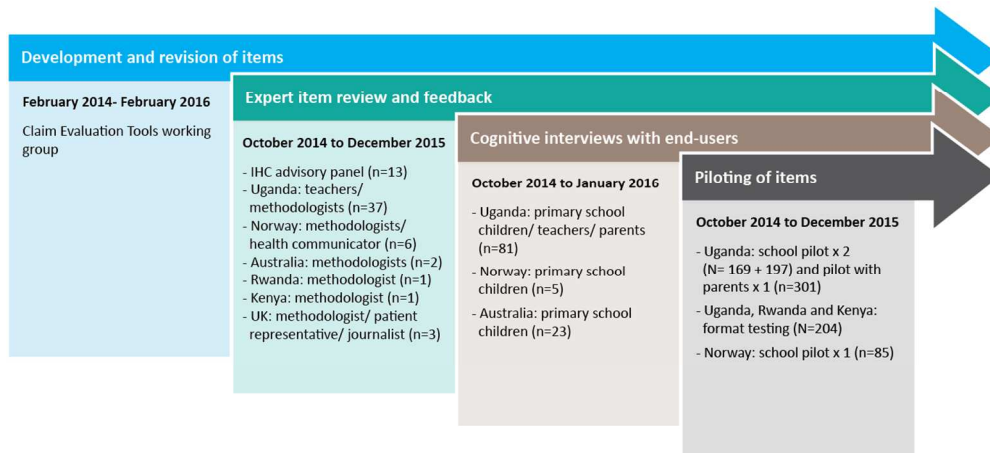 Development and revision of items
February 2014- February 2016
Claim Evaluation Tools working
group
Expert item review and feedback
October 2014 to December 2015
- IHC advisory panel (n=13)
- Uganda: teachers/
methodologists (n=37)
- Norway: methodologists/
health communicator (n=6)
- Australia: methodologists (n=2)
- Rwanda: methodologist (n=1)
- Kenya: methodologist (n=1)
- UK: methodologist/ patient
representative/ journalist (n=3)
Cognitive interviews with end-users
October 2014 to January 2016
- Uganda: primary school
children/ teachers/ parents
(n=81)
- Norway: primary school
children (n=5)
- Australia: primary school
children (n=23)
Piloting of items
October 2014 to December 2015
- Uganda: school pilot x 2
(N= 169 + 197) and pilot with
parents x 1 (n=301)
- Uganda, Rwanda and Kenya:
format testing (N=204)
- Norway: school pilot x 1 (n=85)